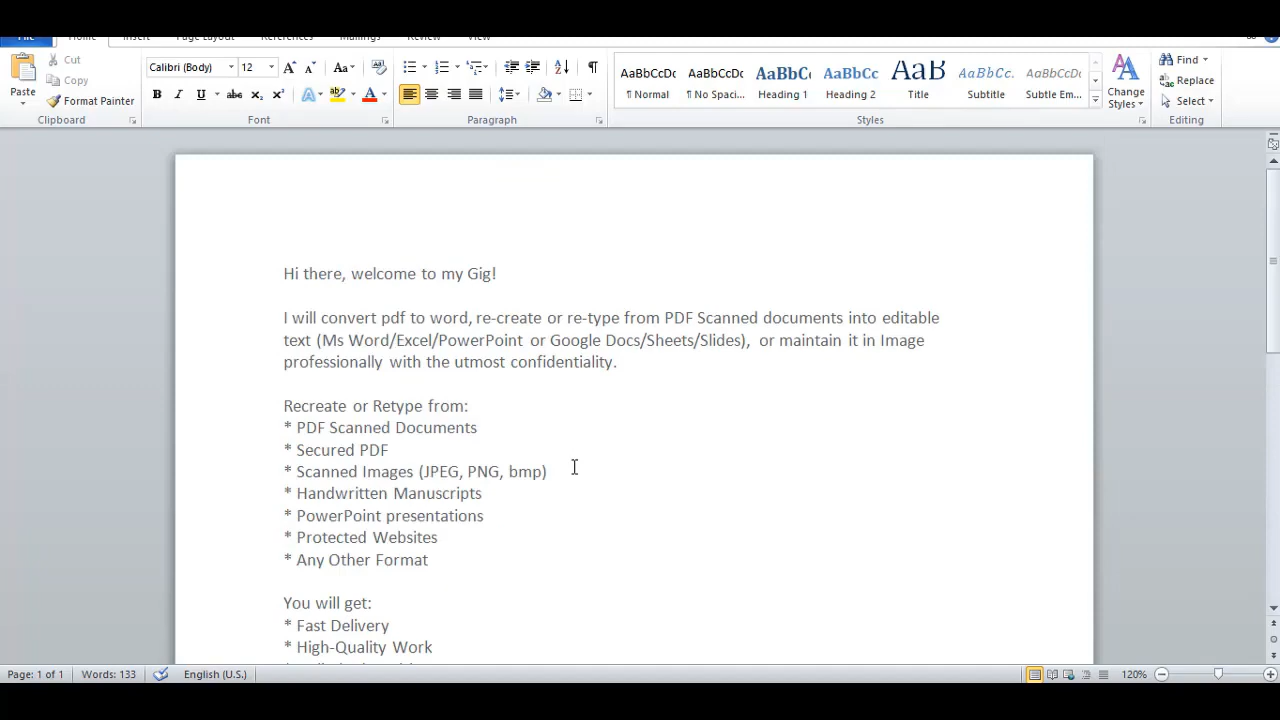 File Home Insert Page Layout References Mailings Review View
Cut
Copy
Format Painter
Paste
Clipboard
Calibri (Body) 12
Font
Paragraph
AaBbCcDc AaBbCcDc AaBbC AaBbCc AaB AaBbCc. AaBbCcDc
¶ Normal ¶ No Spaci... Heading 1 Heading 2 Title Subtitle Subtle Em...
Change
Styles
Styles
Find
Replace
Select
Editing
Hi there, welcome to my Gig!
I will convert pdf to word, re-create or re-type from PDF Scanned documents into editable
text (Ms Word/Excel/PowerPoint or Google Docs/Sheets/Slides), or maintain it in Image
professionally with the utmost confidentiality.
Recreate or Retype from:
* PDF Scanned Documents
* Secured PDF
* Scanned Images (JPEG, PNG, bmp)
* Handwritten Manuscripts
* PowerPoint presentations
* Protected Websites
* Any Other Format
You will get:
* Fast Delivery
* High-Quality Work
Page: 1 of 1 Words: 133 English (U.S.) 120%